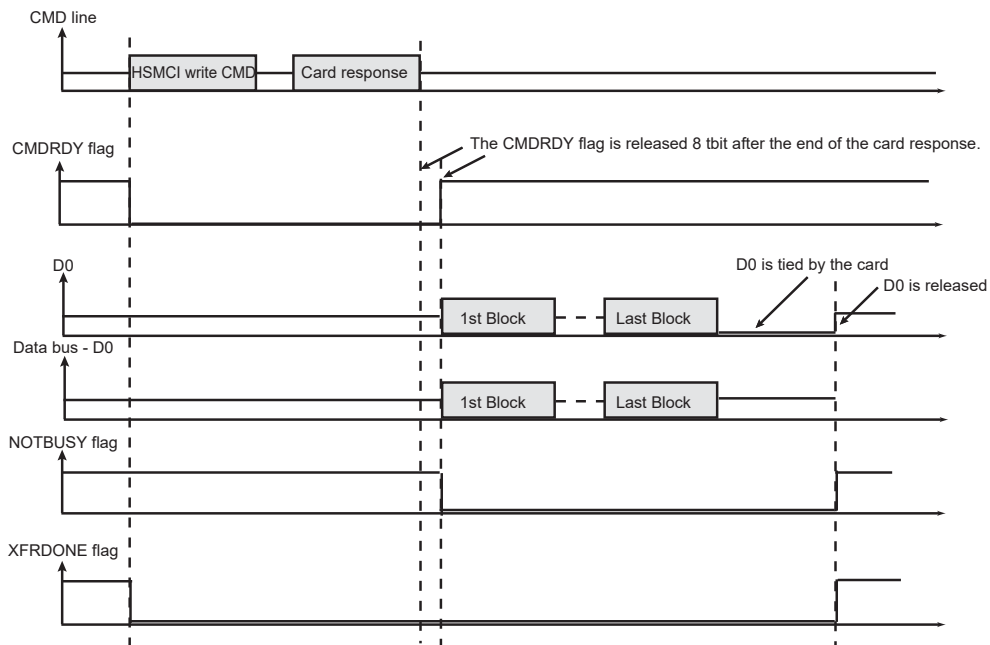 CMD line
HSMCI write CMD
Card response
CMDRDY flag
The CMDRDY flag is released 8 tbit after the end of the card response.
D0
D0 is tied by the card
D0 is released
1st Block
Last Block
Data bus - D0
1st Block
Last Block
NOTBUSY flag
XFRDONE flag